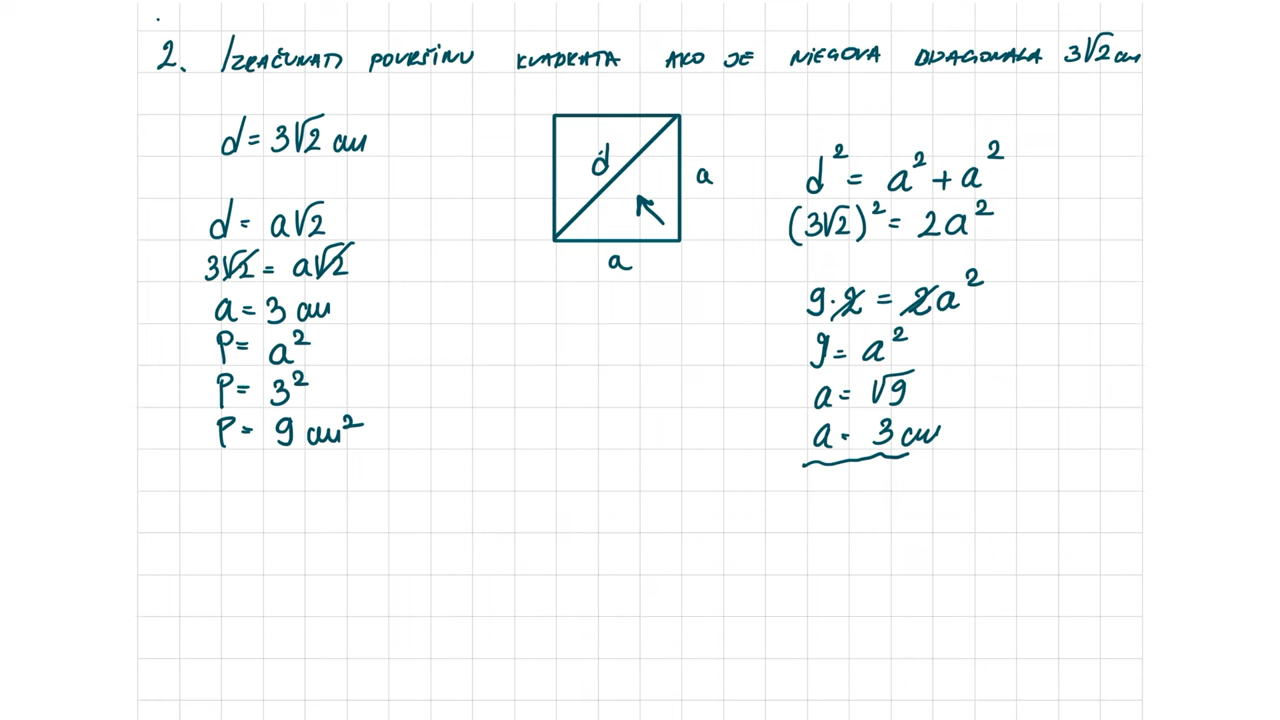 2. IZRAČUNATI POVRŠINU KVADRATA AKO JE NJEGOVA DIJAGONALA 3√2 cm
d = 3√2 cm
d = a√2
3√2 = a√2
a = 3 cm
P = a²
P = 3²
P = 9 cm²
d
a
a
d² = a² + a²
(3√2)² = 2a²
9·2 = 2a²
9 = a²
a = √9
a = 3 cm